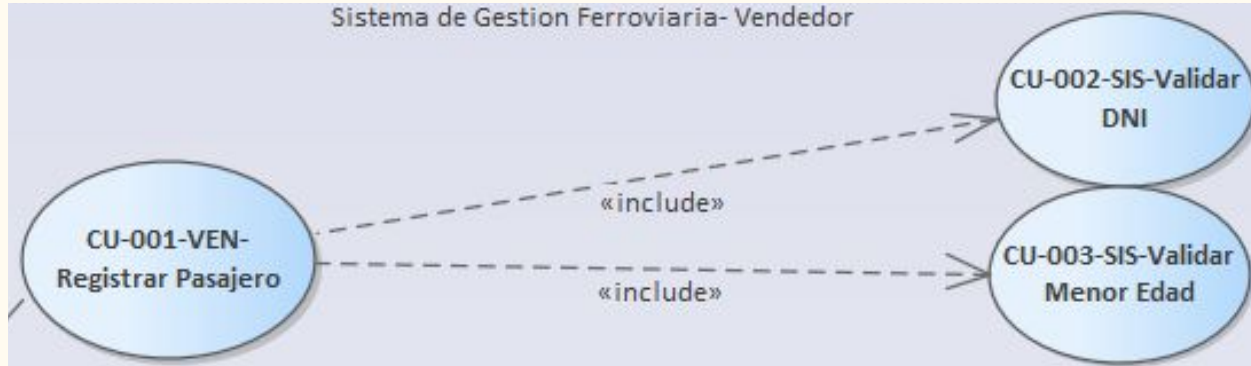 Sistema de Gestion Ferroviaria- Vendedor
CU-002-SIS-Validar
DNI
«include»
CU-001-VEN-
Registrar Pasajero
«include»
CU-003-SIS-Validar
Menor Edad